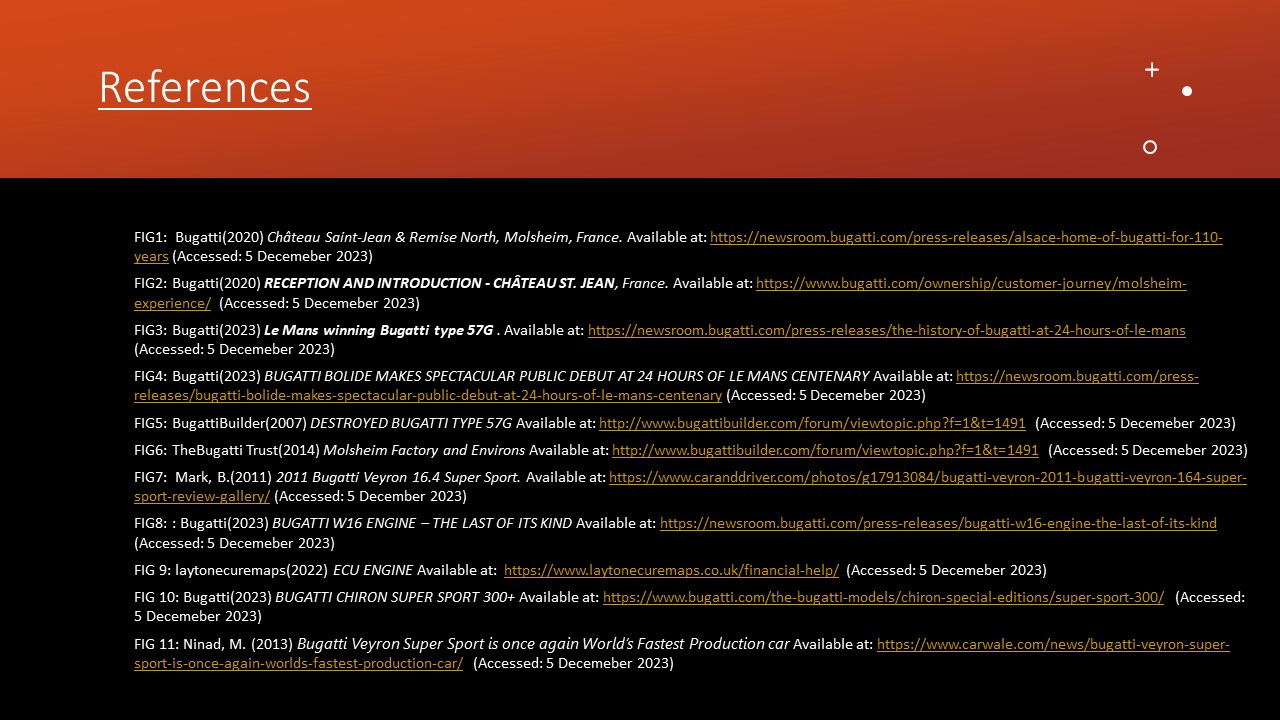 References
FIG1: Bugatti(2020) Château Saint-Jean & Remise North, Molsheim, France. Available at: https://newsroom.bugatti.com/press-releases/alsace-home-of-bugatti-for-110-
years (Accessed: 5 Decemeber 2023)
FIG2: Bugatti(2020) RECEPTION AND INTRODUCTION - CHÂTEAU ST. JEAN, France. Available at: https://www.bugatti.com/ownership/customer-journey/molsheim-
experience/ (Accessed: 5 Decemeber 2023)
FIG3: Bugatti(2023) Le Mans winning Bugatti type 57G . Available at: https://newsroom.bugatti.com/press-releases/the-history-of-bugatti-at-24-hours-of-le-mans
(Accessed: 5 Decemeber 2023)
FIG4: Bugatti(2023) BUGATTI BOLIDE MAKES SPECTACULAR PUBLIC DEBUT AT 24 HOURS OF LE MANS CENTENARY Available at: https://newsroom.bugatti.com/press-
releases/bugatti-bolide-makes-spectacular-public-debut-at-24-hours-of-le-mans-centenary (Accessed: 5 Decemeber 2023)
FIG5: BugattiBuilder(2007) DESTROYED BUGATTI TYPE 57G Available at: http://www.bugattibuilder.com/forum/viewtopic.php?f=1&t=1491 (Accessed: 5 Decemeber 2023)
FIG6: TheBugatti Trust(2014) Molsheim Factory and Environs Available at: http://www.bugattibuilder.com/forum/viewtopic.php?f=1&t=1491 (Accessed: 5 Decemeber 2023)
FIG7: Mark, B.(2011) 2011 Bugatti Veyron 16.4 Super Sport. Available at: https://www.caranddriver.com/photos/g17913084/bugatti-veyron-2011-bugatti-veyron-164-super-
sport-review-gallery/ (Accessed: 5 December 2023)
FIG8: : Bugatti(2023) BUGATTI W16 ENGINE – THE LAST OF ITS KIND Available at: https://newsroom.bugatti.com/press-releases/bugatti-w16-engine-the-last-of-its-kind
(Accessed: 5 Decemeber 2023)
FIG 9: laytonecuremaps(2022) ECU ENGINE Available at: https://www.laytonecuremaps.co.uk/financial-help/ (Accessed: 5 Decemeber 2023)
FIG 10: Bugatti(2023) BUGATTI CHIRON SUPER SPORT 300+ Available at: https://www.bugatti.com/the-bugatti-models/chiron-special-editions/super-sport-300/ (Accessed:
5 Decemeber 2023)
FIG 11: Ninad, M. (2013) Bugatti Veyron Super Sport is once again World's Fastest Production car Available at: https://www.carwale.com/news/bugatti-veyron-super-
sport-is-once-again-worlds-fastest-production-car/ (Accessed: 5 Decemeber 2023)